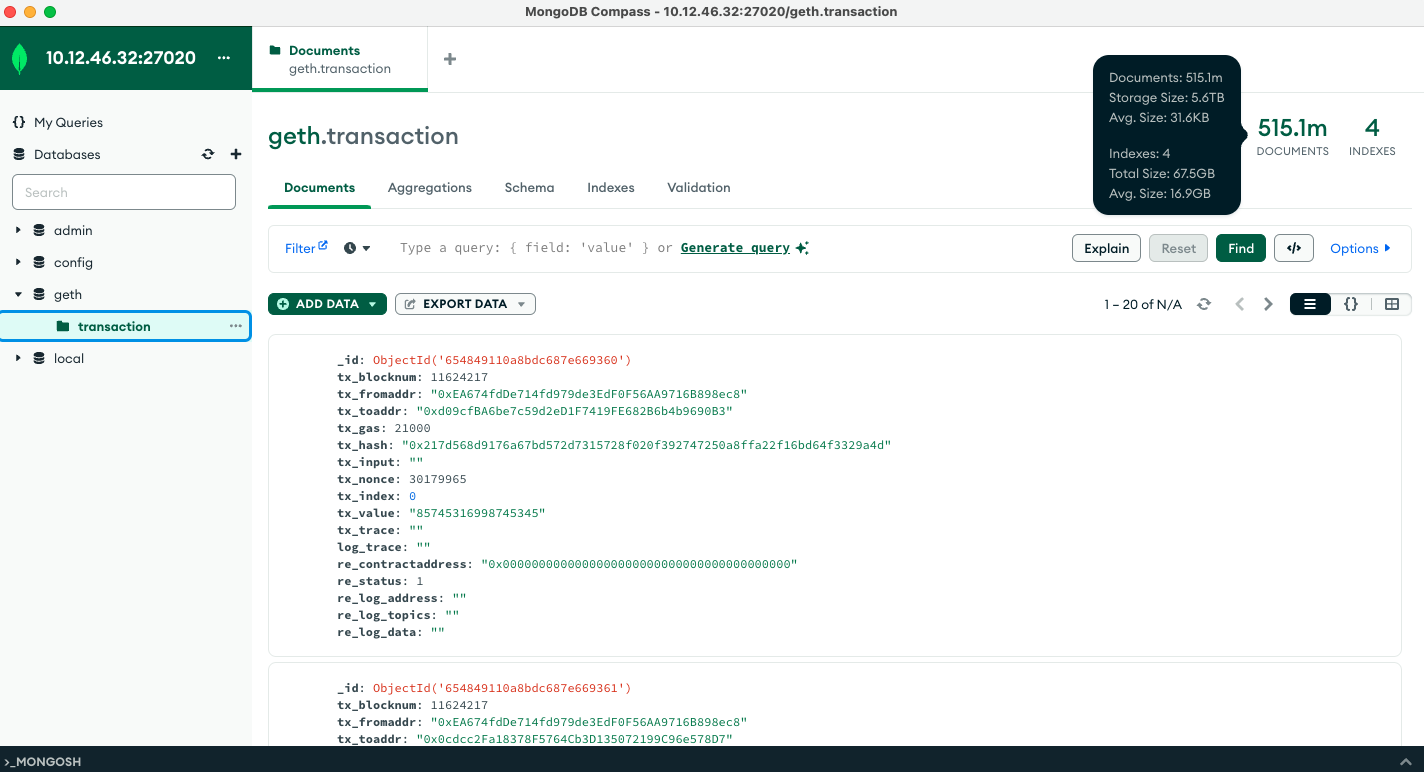 MongoDB Compass - 10.12.46.32:27020/geth.transaction
10.12.46.32:27020 ...
Documents
geth.transaction
My Queries
Databases
Search
admin
config
geth
transaction ...
local
geth.transaction
Documents: 515.1m
Storage Size: 5.6TB
Avg. Size: 31.6KB
Indexes: 4
Total Size: 67.5GB
Avg. Size: 16.9GB
515.1m
DOCUMENTS
4
INDEXES
Documents Aggregations Schema Indexes Validation
Filter Type a query: { field: 'value' } or Generate query Explain Reset Find </> Options
ADD DATA EXPORT DATA 1 – 20 of N/A {}
_id: ObjectId('654849110a8bdc687e669360')
tx_blocknum: 11624217
tx_fromaddr: "0xEA674fdDe714fd979de3EdF0F56AA9716B898ec8"
tx_toaddr: "0xd09cfBA6be7c59d2eD1F7419FE682B6b4b9690B3"
tx_gas: 21000
tx_hash: "0x217d568d9176a67bd572d7315728f020f392747250a8ffa22f16bd64f3329a4d"
tx_input: ""
tx_nonce: 30179965
tx_index: 0
tx_value: "85745316998745345"
tx_trace: ""
log_trace: ""
re_contractaddress: "0x0000000000000000000000000000000000000000"
re_status: 1
re_log_address: ""
re_log_topics: ""
re_log_data: ""
_id: ObjectId('654849110a8bdc687e669361')
tx_blocknum: 11624217
tx_fromaddr: "0xEA674fdDe714fd979de3EdF0F56AA9716B898ec8"
tx_toaddr: "0x0cdcc2Fa18378F5764Cb3D135072199C96e578D7"
>_MONGOSH